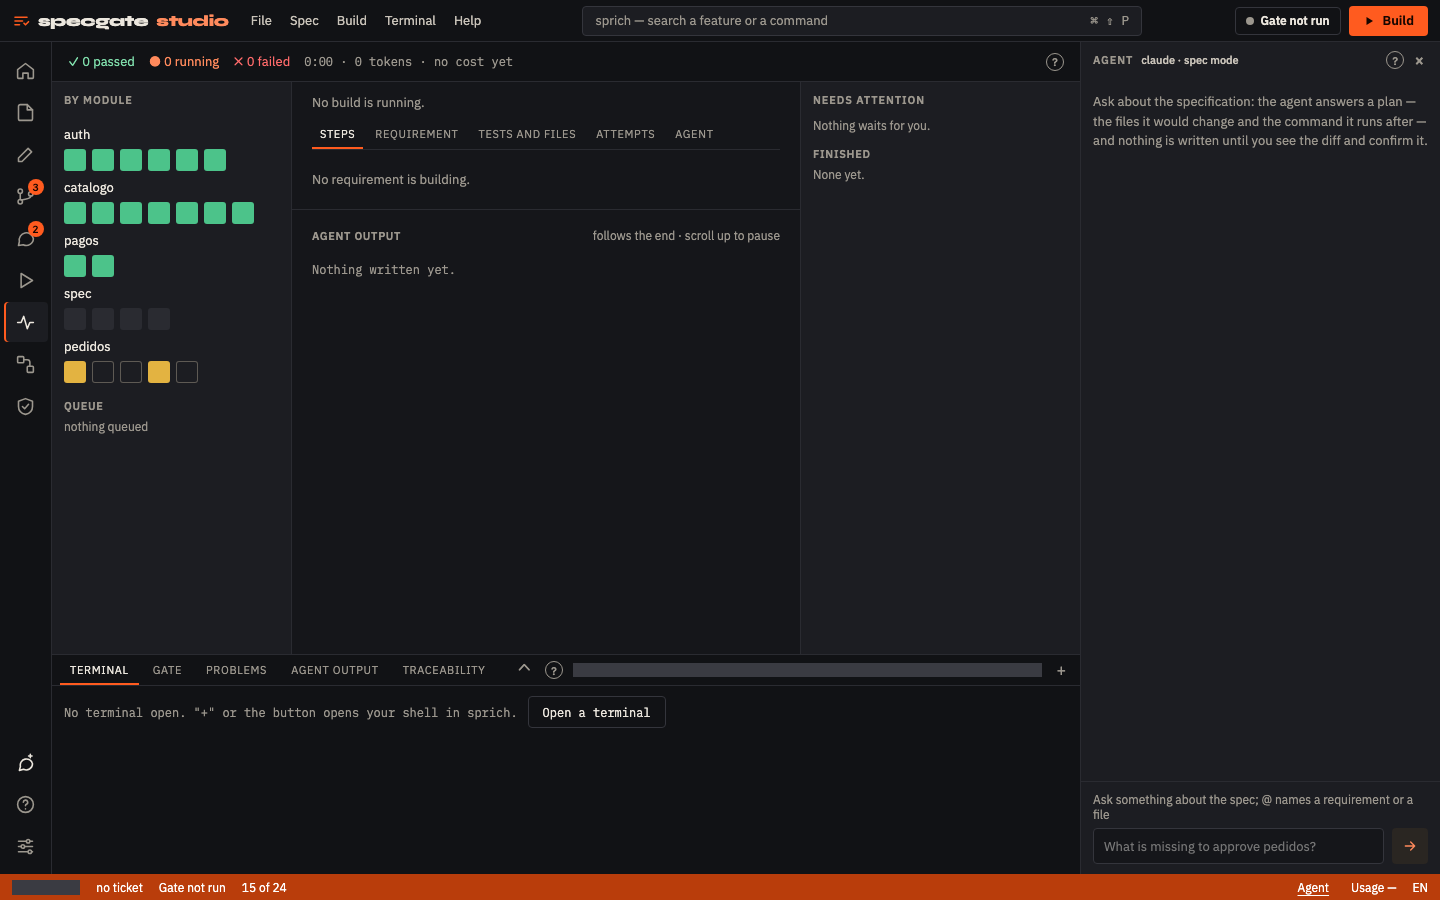 specgate studio
File Spec Build Terminal Help
sprich — search a feature or a command ⌘ ⇧ P
Gate not run
Build
3
2
0 passed 0 running 0 failed 0:00 · 0 tokens · no cost yet
?
BY MODULE
auth
catalogo
pagos
spec
pedidos
QUEUE
nothing queued
No build is running.
STEPS REQUIREMENT TESTS AND FILES ATTEMPTS AGENT
No requirement is building.
AGENT OUTPUT follows the end · scroll up to pause
Nothing written yet.
NEEDS ATTENTION
Nothing waits for you.
FINISHED
None yet.
AGENT claude · spec mode ? ×
Ask about the specification: the agent answers a plan —
the files it would change and the command it runs after —
and nothing is written until you see the diff and confirm it.
TERMINAL GATE PROBLEMS AGENT OUTPUT TRACEABILITY ? +
No terminal open. "+" or the button opens your shell in sprich. Open a terminal
Ask something about the spec; @ names a requirement or a
file
What is missing to approve pedidos?
no ticket Gate not run 15 of 24
Agent Usage — EN